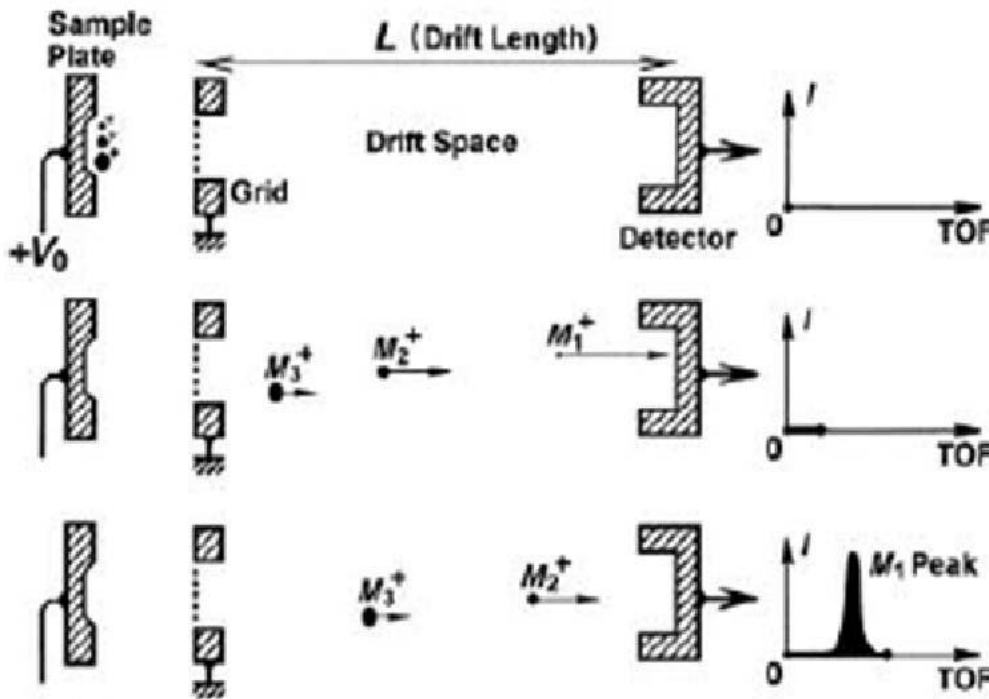 Sample
Plate
L (Drift Length)
I
Drift Space
Grid
Detector
0
TOF
+V₀
I
M₃⁺
M₂⁺
M₁⁺
0
TOF
I
M₁ Peak
M₃⁺
M₂⁺
0
TOF